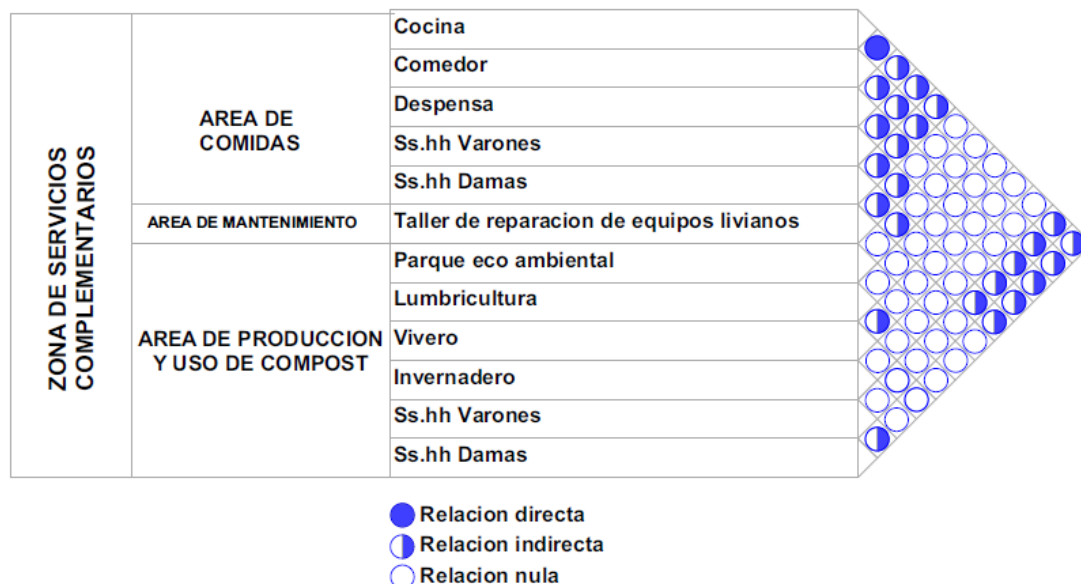 ZONA DE SERVICIOS
COMPLEMENTARIOS
AREA DE
COMIDAS
Cocina
Comedor
Despensa
Ss.hh Varones
Ss.hh Damas
AREA DE MANTENIMIENTO
Taller de reparacion de equipos livianos
AREA DE PRODUCCION
Y USO DE COMPOST
Parque eco ambiental
Lumbricultura
Vivero
Invernadero
Ss.hh Varones
Ss.hh Damas
Relacion directa
Relacion indirecta
Relacion nula